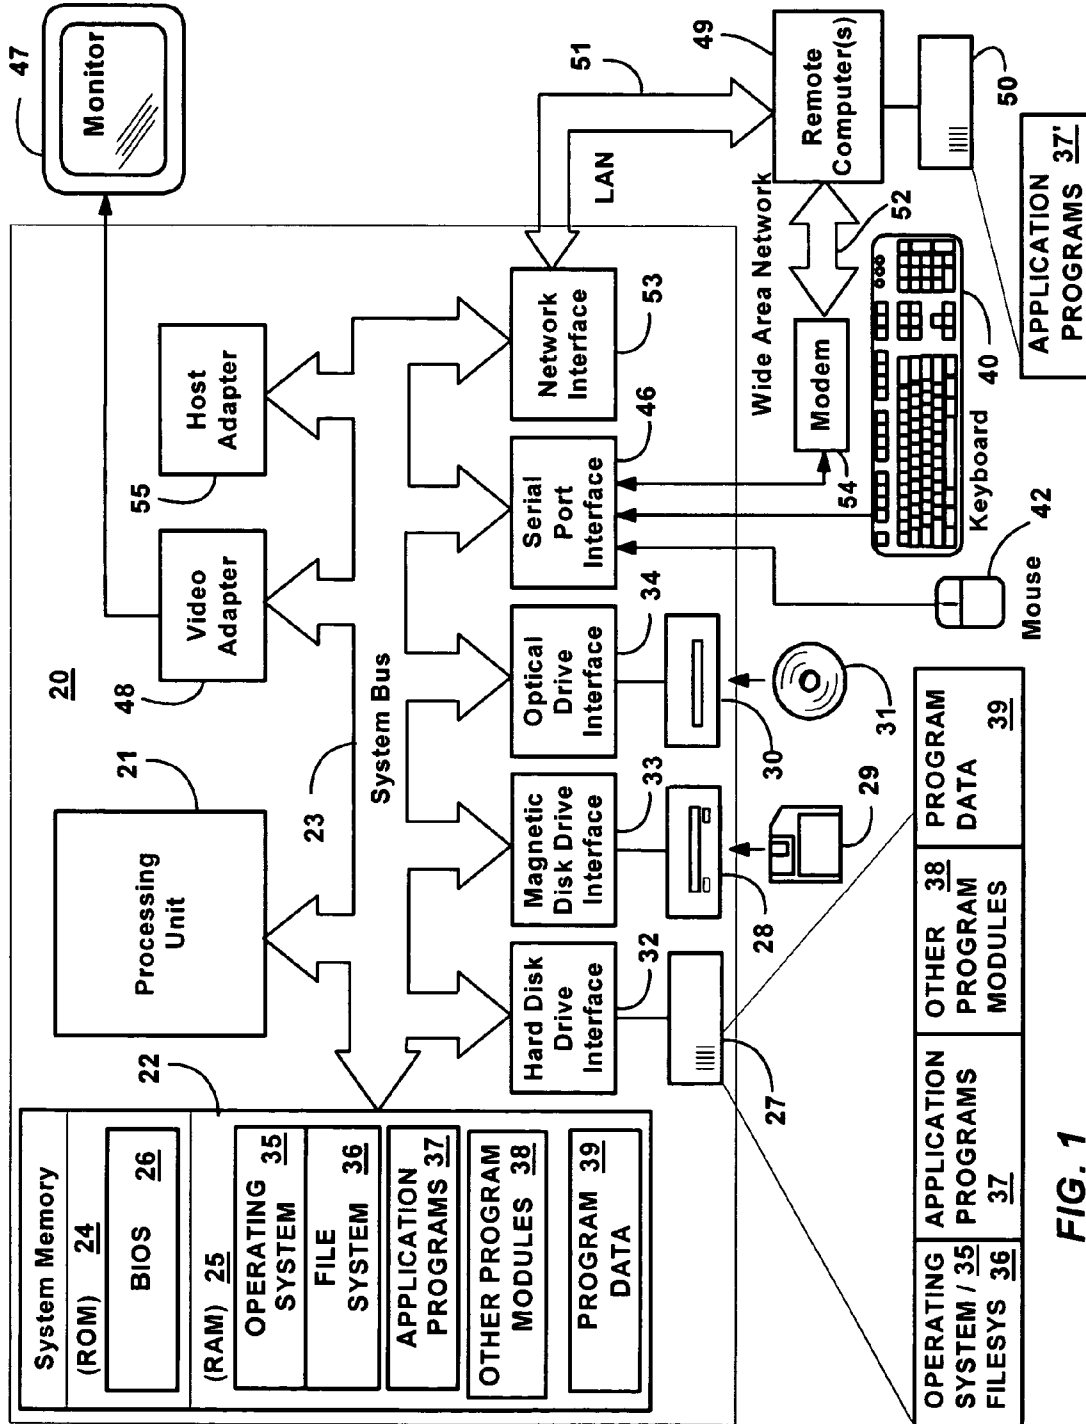 System Memory
(ROM) 24
BIOS 26
(RAM) 25
OPERATING
SYSTEM 35
FILE
SYSTEM 36
APPLICATION
PROGRAMS 37
OTHER PROGRAM
MODULES 38
PROGRAM
DATA 39
22
Processing
Unit
21
20
Video
Adapter
48
Host
Adapter
55
Monitor
47
23
System Bus
Hard Disk
Drive
Interface
32
Magnetic
Disk Drive
Interface
33
Optical
Drive
Interface
34
Serial
Port
Interface
46
Network
Interface
53
LAN
51
27
28
29
30
31
Mouse
42
Keyboard
40
Modem
54
Wide Area Network
52
Remote
Computer(s)
49
50
APPLICATION
PROGRAMS 37'
OPERATING
SYSTEM / 35
FILESYS 36
APPLICATION
PROGRAMS
37
OTHER 38
PROGRAM
MODULES
PROGRAM
DATA
39
FIG. 1